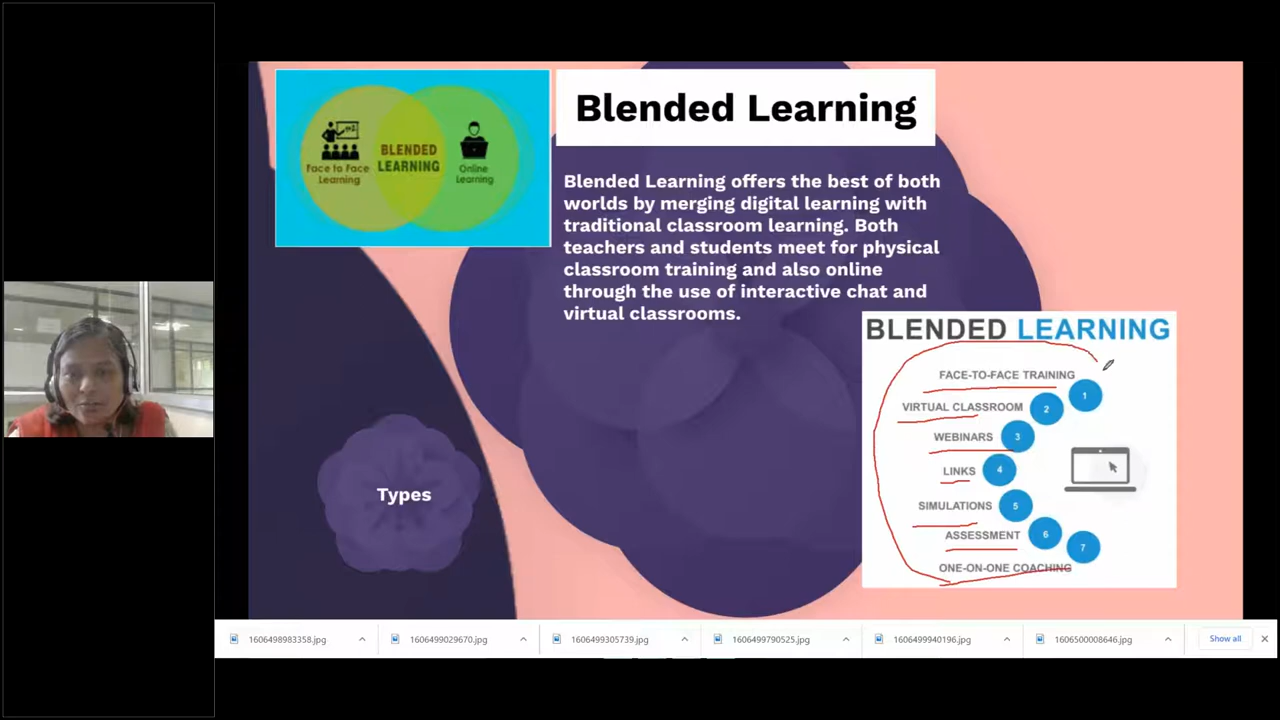 Blended Learning
Face to Face
Learning
BLENDED
LEARNING
Online
Learning
Blended Learning offers the best of both
worlds by merging digital learning with
traditional classroom learning. Both
teachers and students meet for physical
classroom training and also online
through the use of interactive chat and
virtual classrooms.
BLENDED LEARNING
FACE-TO-FACE TRAINING
1
VIRTUAL CLASSROOM
2
WEBINARS
3
LINKS
4
SIMULATIONS
5
ASSESSMENT
6
7
ONE-ON-ONE COACHING
Types
1606498983358.jpg
1606499029670.jpg
1606499305739.jpg
1606499790525.jpg
1606499940196.jpg
1606500008646.jpg
Show all